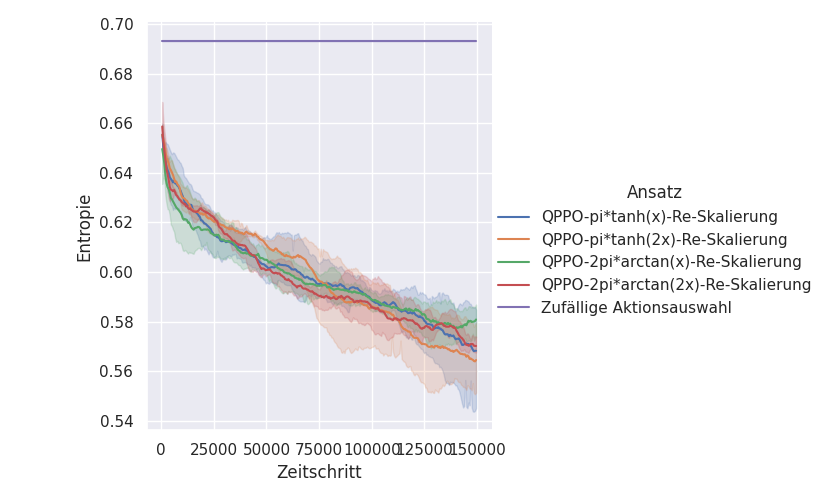 0.70
0.68
0.66
0.64
0.62
0.60
0.58
0.56
0.54
Entropie
0 25000 50000 75000 100000 125000 150000
Zeitschritt
Ansatz
QPPO-pi*tanh(x)-Re-Skalierung
QPPO-pi*tanh(2x)-Re-Skalierung
QPPO-2pi*arctan(x)-Re-Skalierung
QPPO-2pi*arctan(2x)-Re-Skalierung
Zufällige Aktionsauswahl